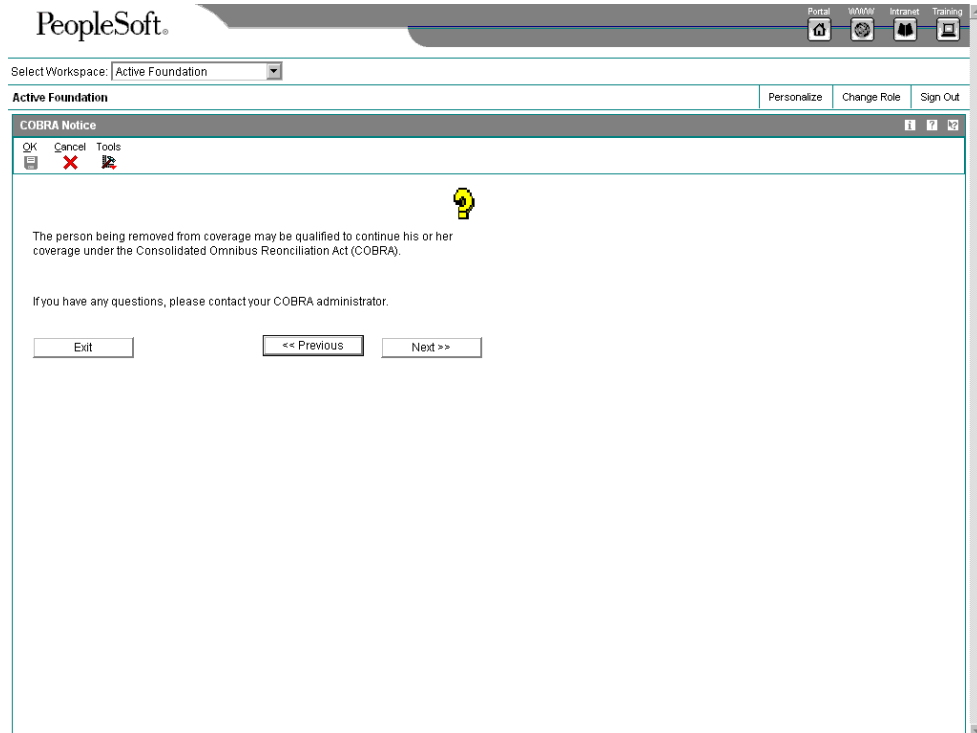 PeopleSoft®
Portal WWW Intranet Training
Select Workspace: Active Foundation
Active Foundation Personalize Change Role Sign Out
COBRA Notice
OK Cancel Tools
The person being removed from coverage may be qualified to continue his or her
coverage under the Consolidated Omnibus Reonciliation Act (COBRA).
If you have any questions, please contact your COBRA administrator.
Exit << Previous Next >>